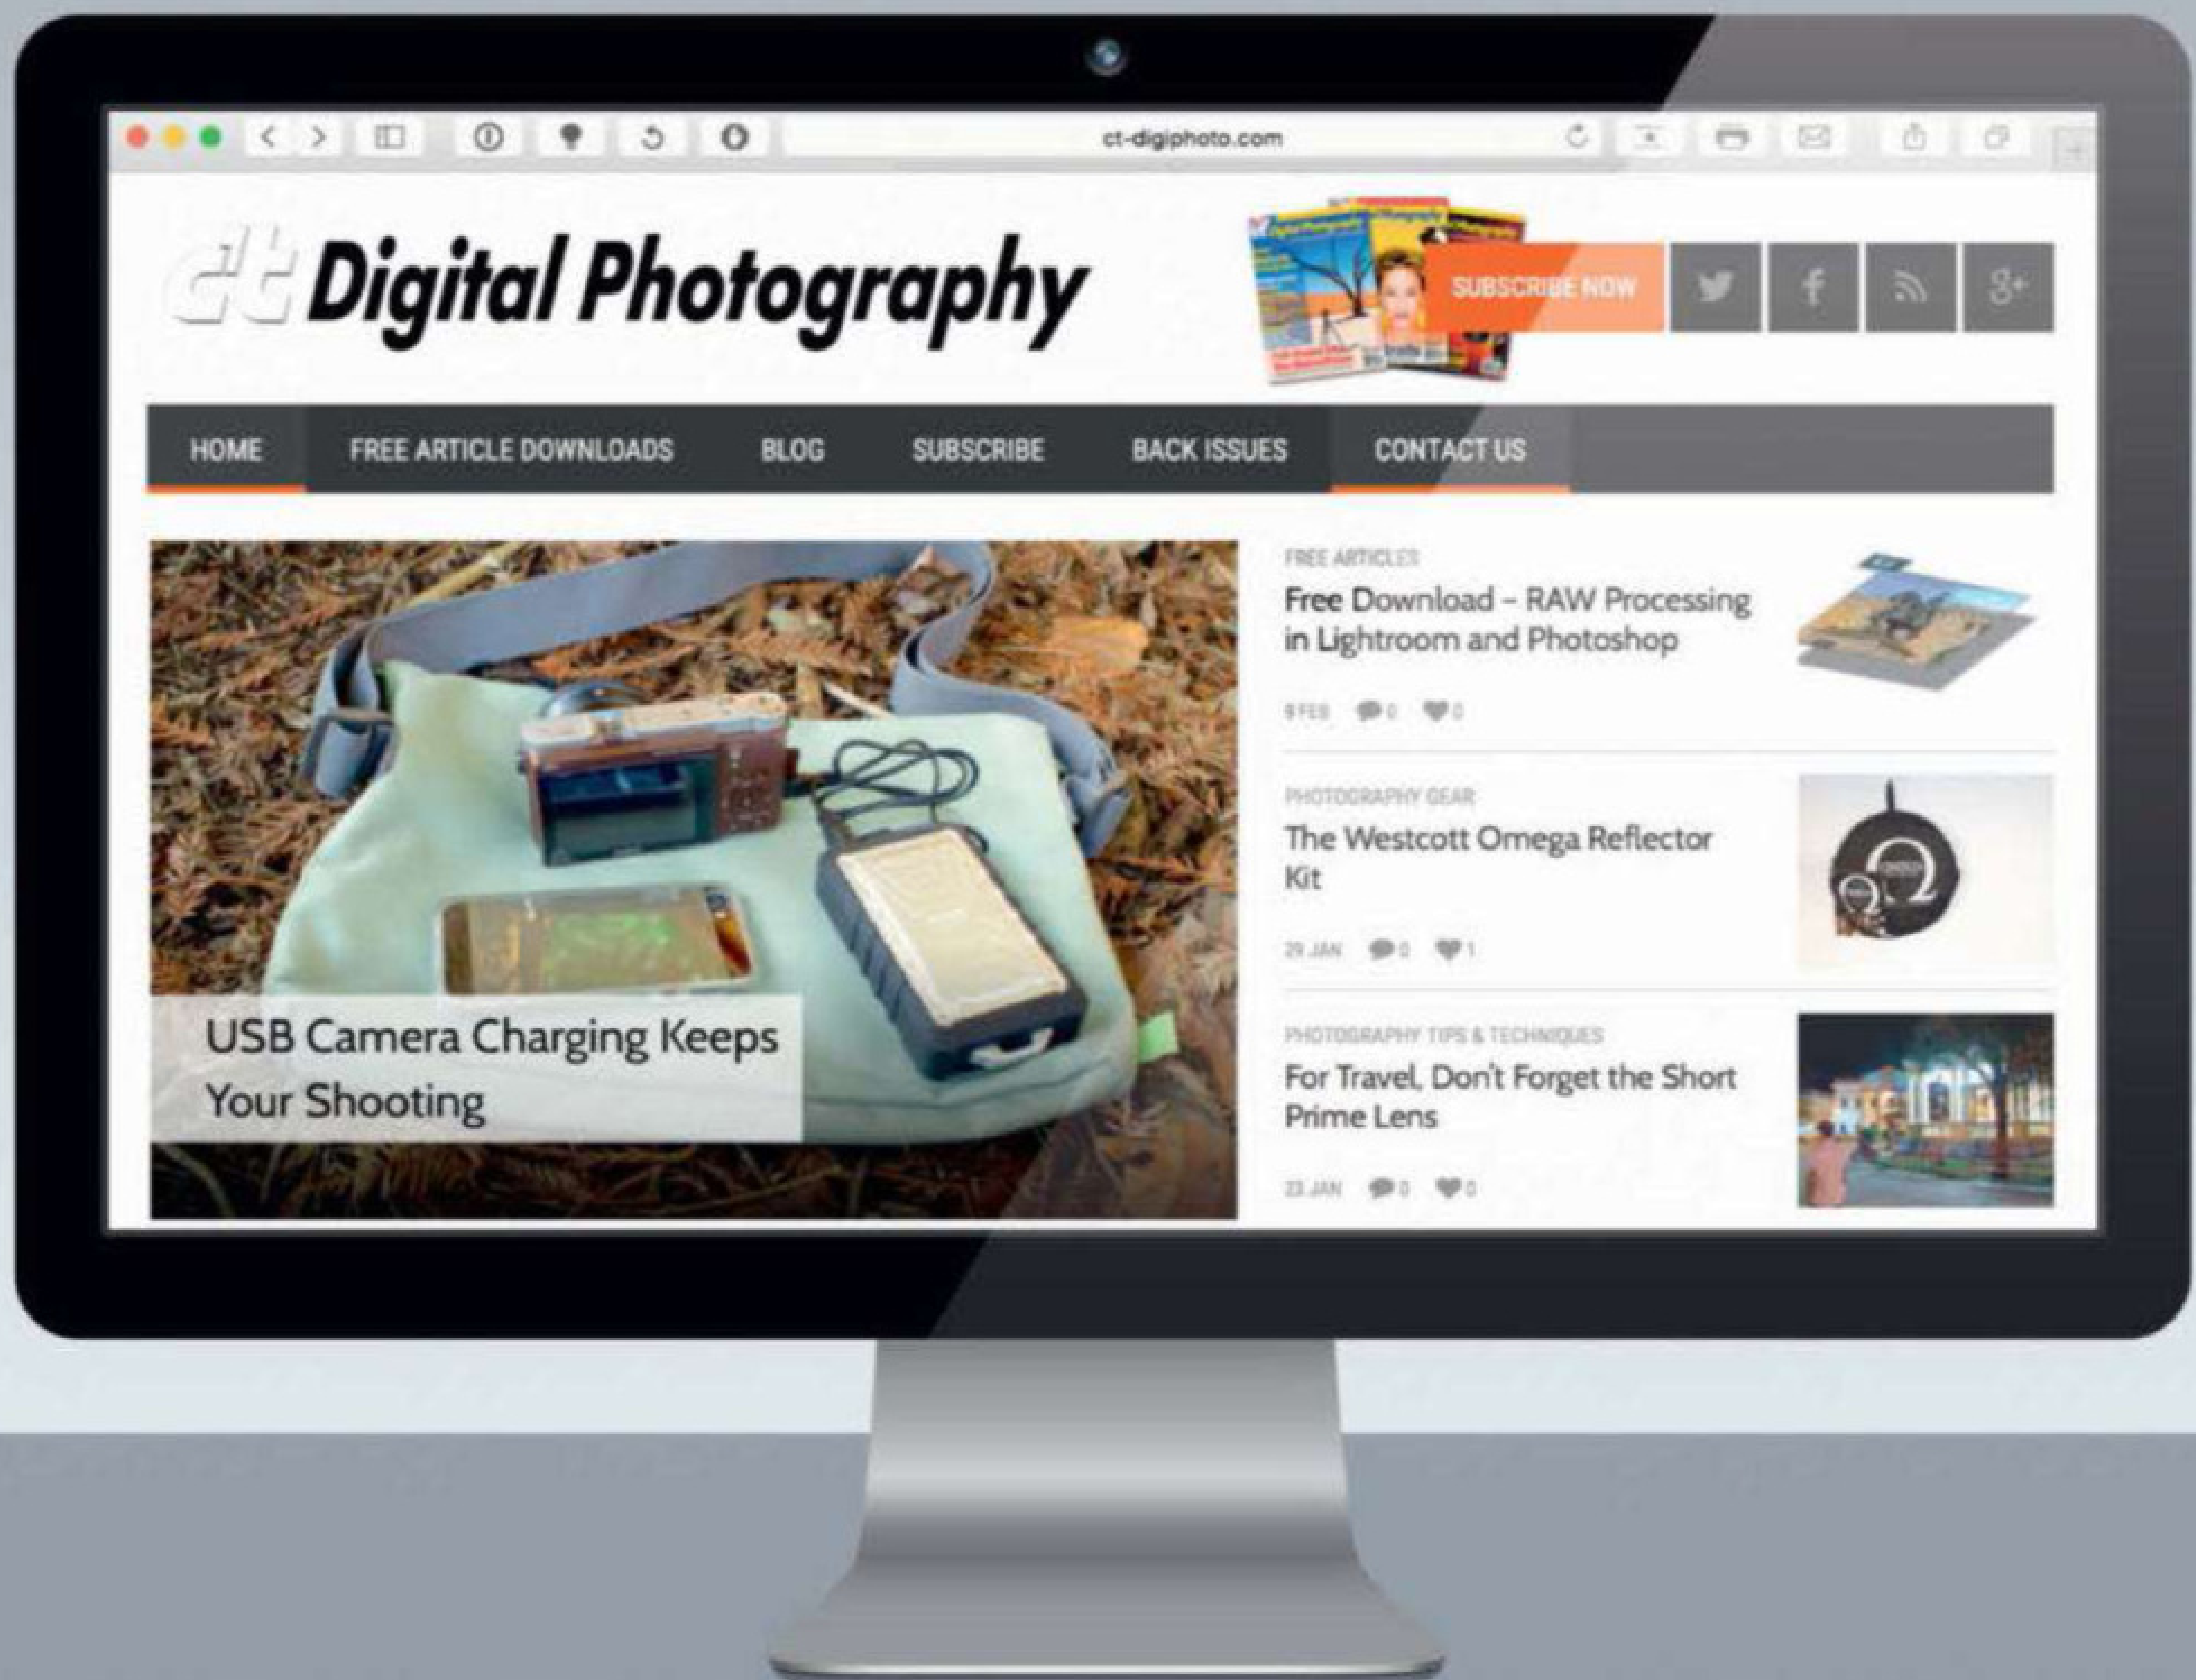 ct-digiphoto.com
c't Digital Photography
SUBSCRIBE NOW
HOME
FREE ARTICLE DOWNLOADS
BLOG
SUBSCRIBE
BACK ISSUES
CONTACT US
USB Camera Charging Keeps
Your Shooting
FREE ARTICLES
Free Download – RAW Processing
in Lightroom and Photoshop
9 FEB 0 0
PHOTOGRAPHY GEAR
The Westcott Omega Reflector
Kit
29 JAN 0 1
PHOTOGRAPHY TIPS & TECHNIQUES
For Travel, Don't Forget the Short
Prime Lens
23 JAN 0 0